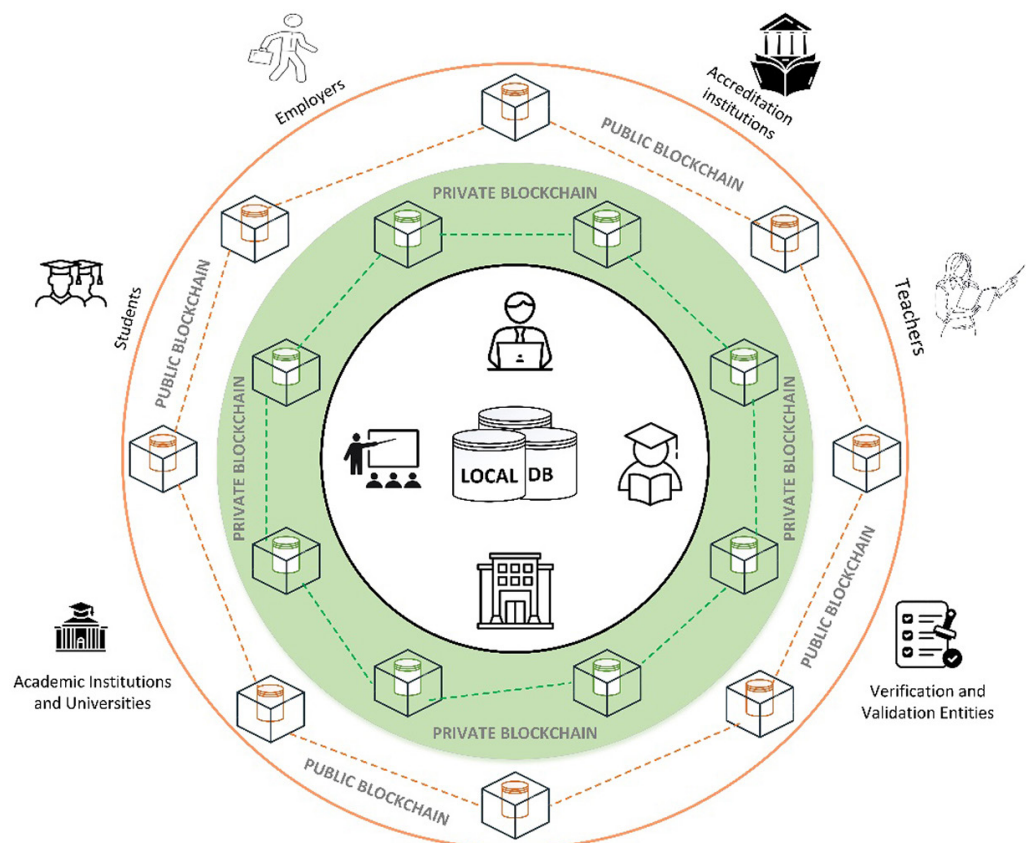 Employers
Accreditation
institutions
PUBLIC BLOCKCHAIN
PRIVATE BLOCKCHAIN
Students
PUBLIC BLOCKCHAIN
Teachers
PRIVATE BLOCKCHAIN
LOCAL DB
PRIVATE BLOCKCHAIN
PUBLIC BLOCKCHAIN
Academic Institutions
and Universities
Verification and
Validation Entities
PRIVATE BLOCKCHAIN
PUBLIC BLOCKCHAIN